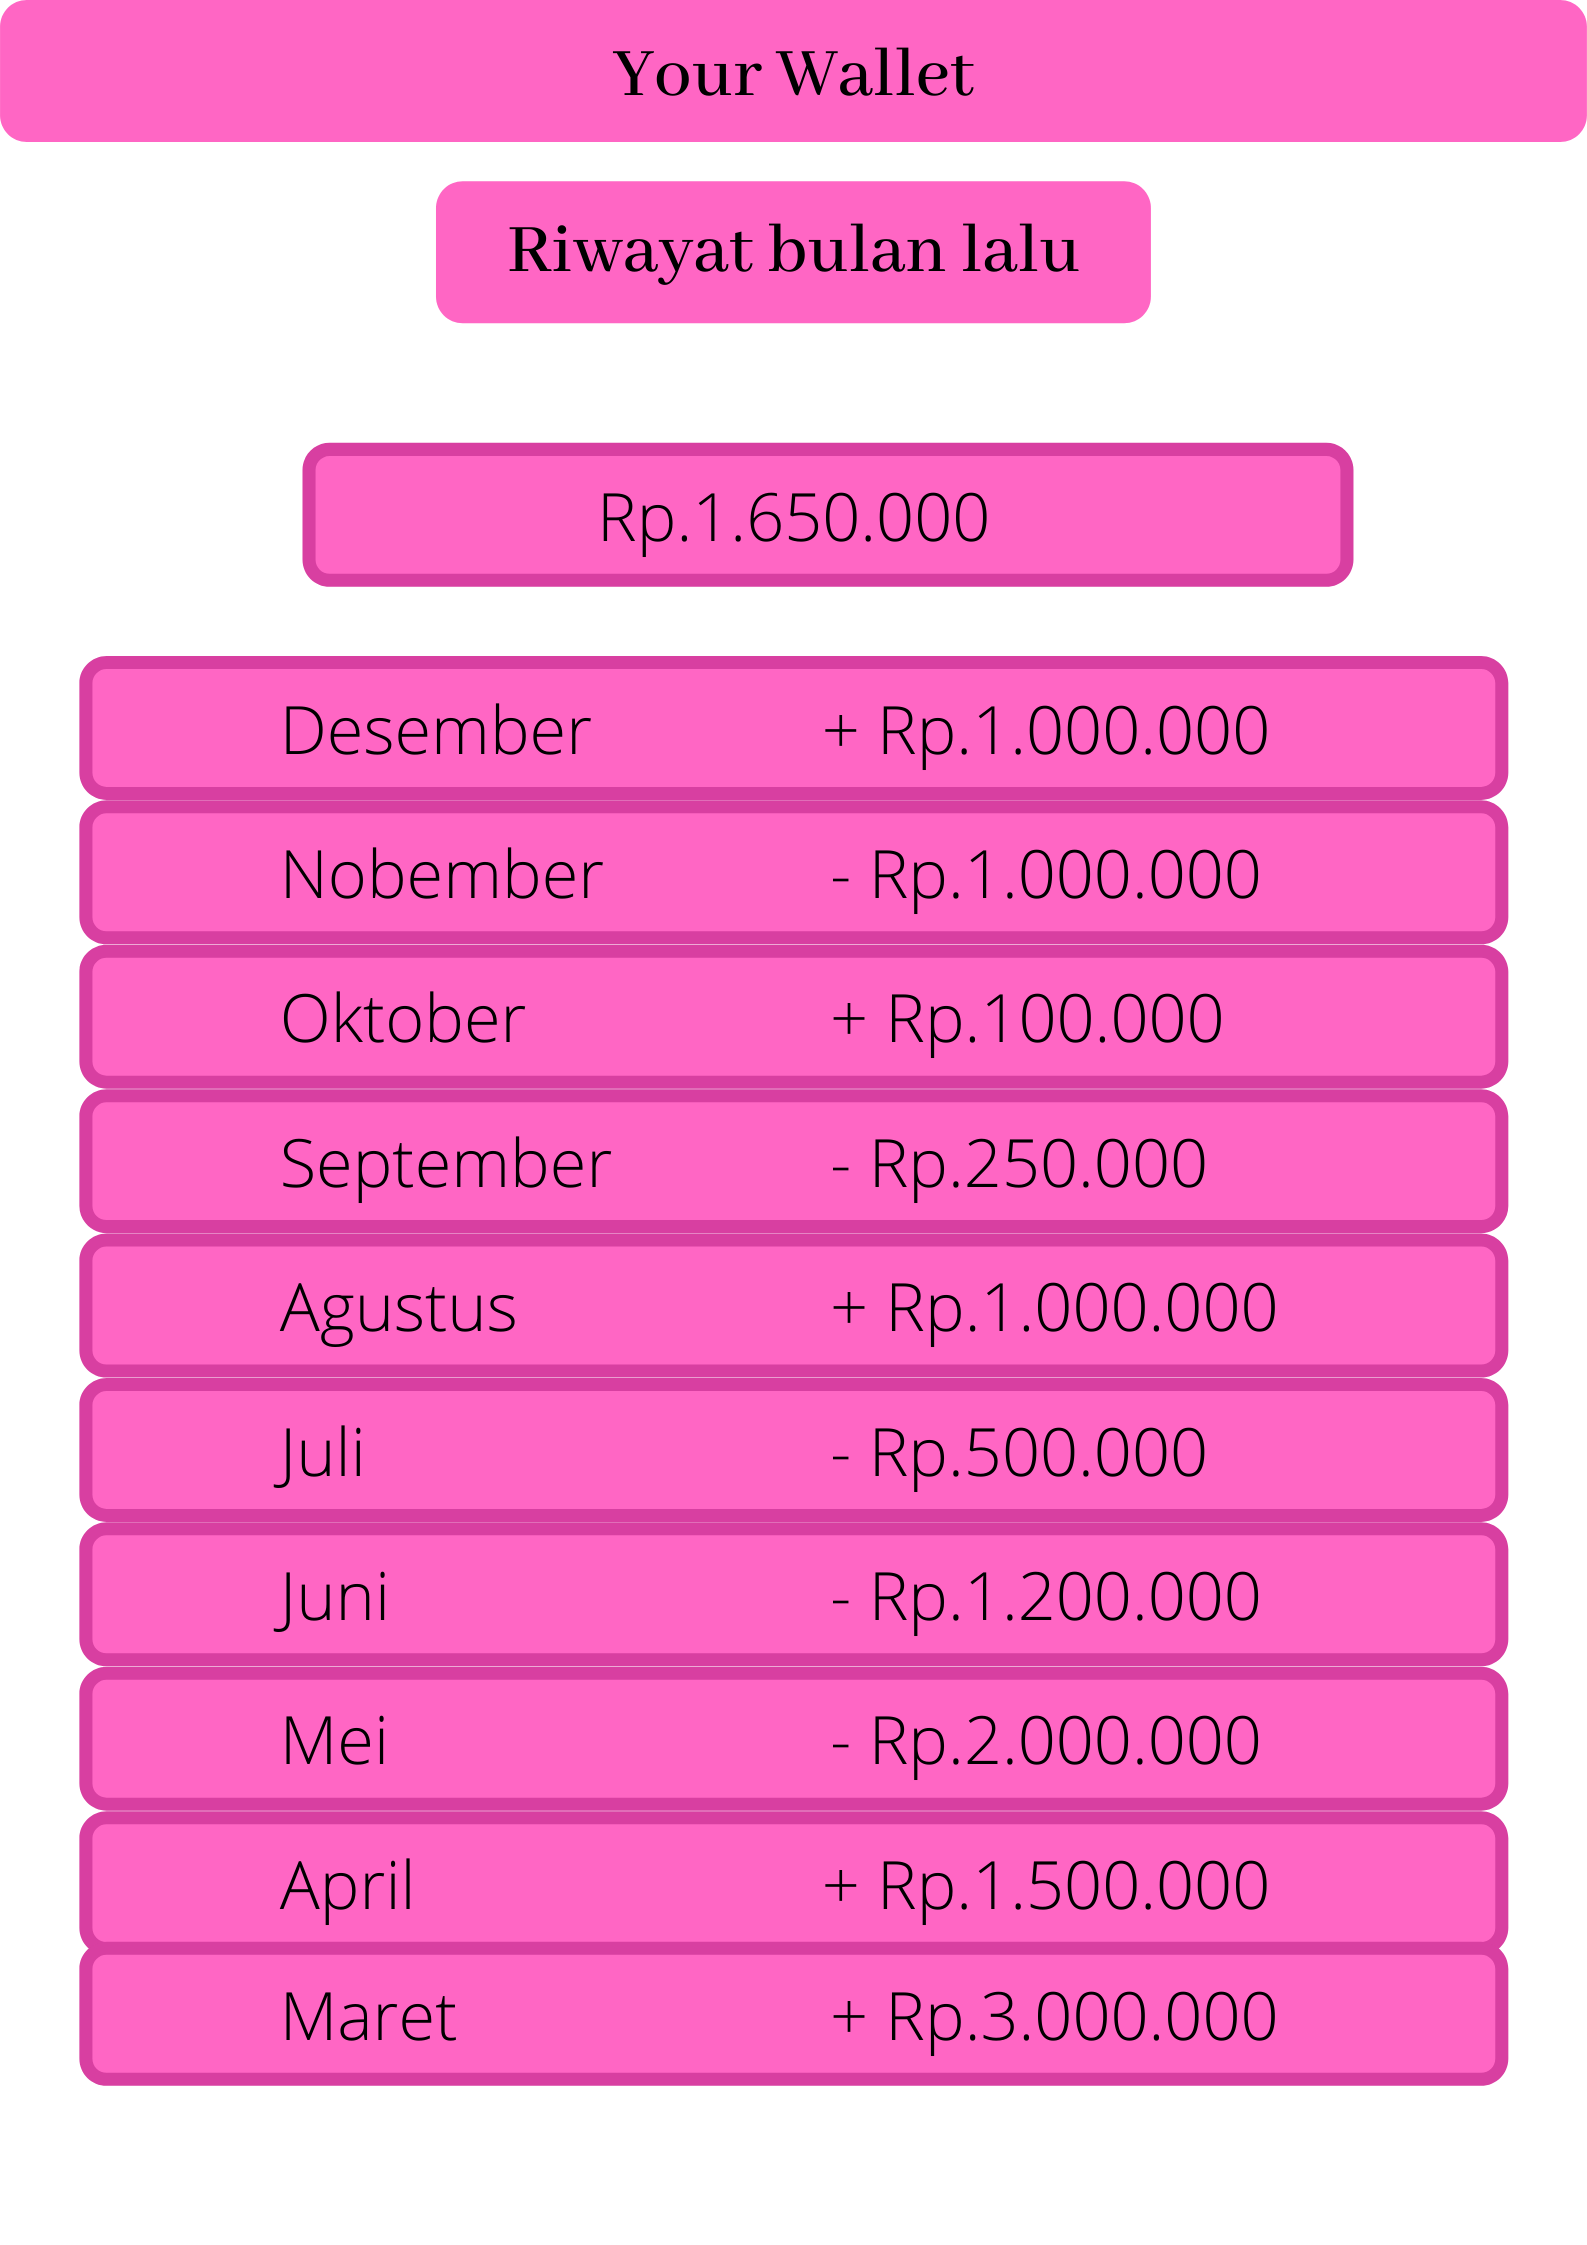 Your Wallet
Riwayat bulan lalu
Rp.1.650.000
Desember + Rp.1.000.000
Nobember - Rp.1.000.000
Oktober + Rp.100.000
September - Rp.250.000
Agustus + Rp.1.000.000
Juli - Rp.500.000
Juni - Rp.1.200.000
Mei - Rp.2.000.000
April + Rp.1.500.000
Maret + Rp.3.000.000